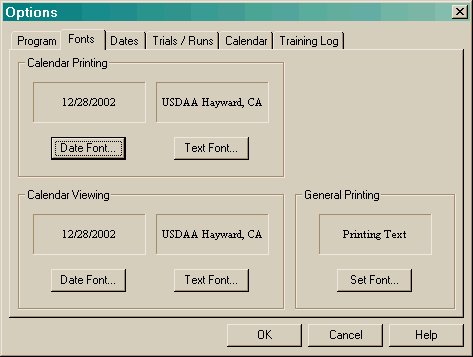 Options
Program Fonts Dates Trials / Runs Calendar Training Log
Calendar Printing
12/28/2002 USDAA Hayward, CA
Date Font... Text Font...
Calendar Viewing General Printing
12/28/2002 USDAA Hayward, CA Printing Text
Date Font... Text Font... Set Font...
OK Cancel Help